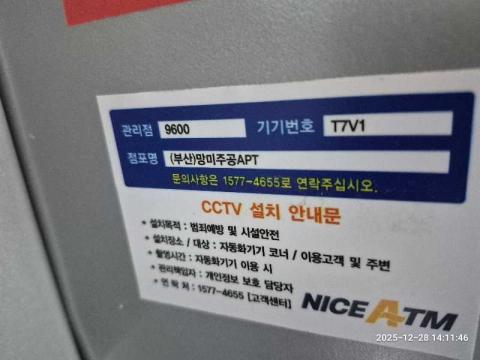 관리점 9600 기기번호 T7V1
점포명 (부산)망미주공APT
문의사항은 1577-4655로 연락주십시오.
CCTV 설치 안내문
* 설치목적 : 범죄예방 및 시설안전
* 설치장소 / 대상 : 자동화기기 코너 / 이용고객 및 주변
* 촬영시간 : 자동화기기 이용 시
* 관리책임자 : 개인정보 보호 담당자
* 연 락 처 : 1577-4655 [고객센터]
NICE ATM
2025-12-28 14:11:46